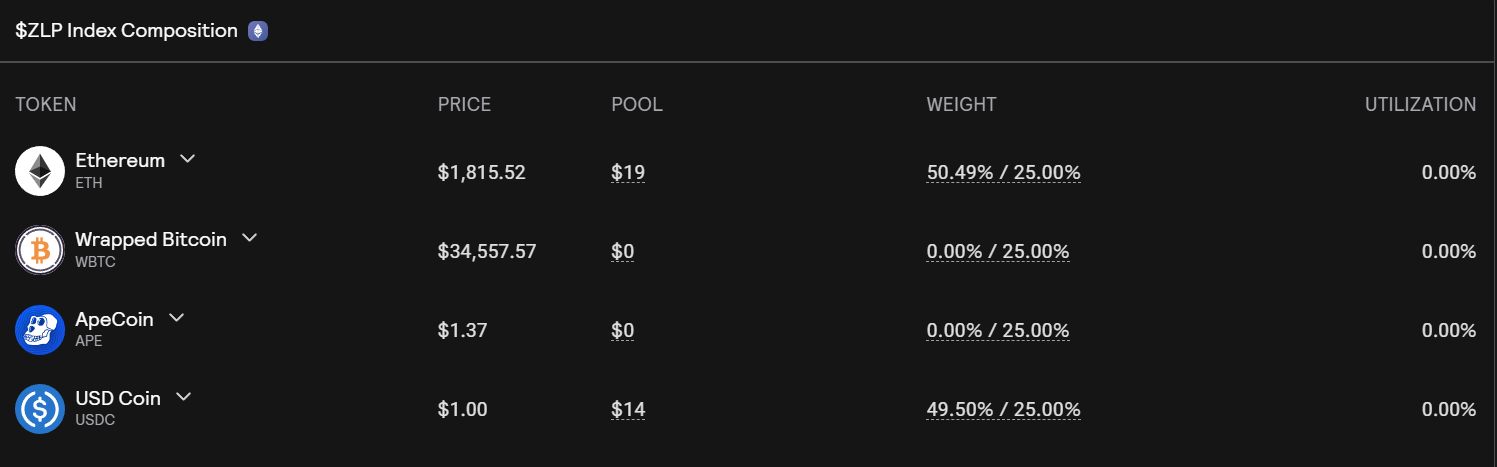 $ZLP Index Composition
TOKEN PRICE POOL WEIGHT UTILIZATION
Ethereum $1,815.52 $19 50.49% / 25.00% 0.00%
ETH
Wrapped Bitcoin $34,557.57 $0 0.00% / 25.00% 0.00%
WBTC
ApeCoin $1.37 $0 0.00% / 25.00% 0.00%
APE
USD Coin $1.00 $14 49.50% / 25.00% 0.00%
USDC